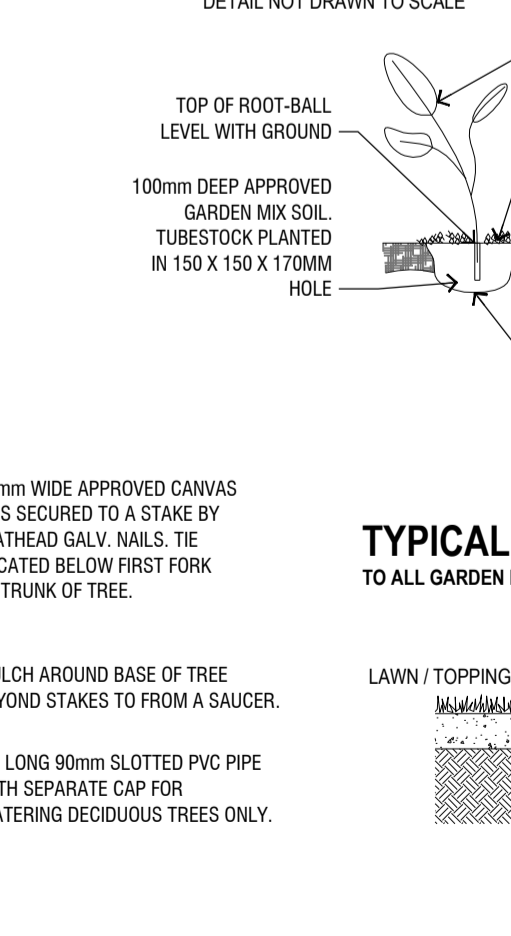 DETAIL NOT DRAWN TO SCALE
TOP OF ROOT-BALL
LEVEL WITH GROUND
100mm DEEP APPROVED
GARDEN MIX SOIL.
TUBESTOCK PLANTED
IN 150 X 150 X 170MM
HOLE
mm WIDE APPROVED CANVAS
S SECURED TO A STAKE BY
ATHEAD GALV. NAILS. TIE
CATED BELOW FIRST FORK
TRUNK OF TREE.
TYPICAL
TO ALL GARDEN
ULCH AROUND BASE OF TREE
YOND STAKES TO FROM A SAUCER.
LAWN / TOPPING
LONG 90mm SLOTTED PVC PIPE
TH SEPARATE CAP FOR
ATERING DECIDUOUS TREES ONLY.